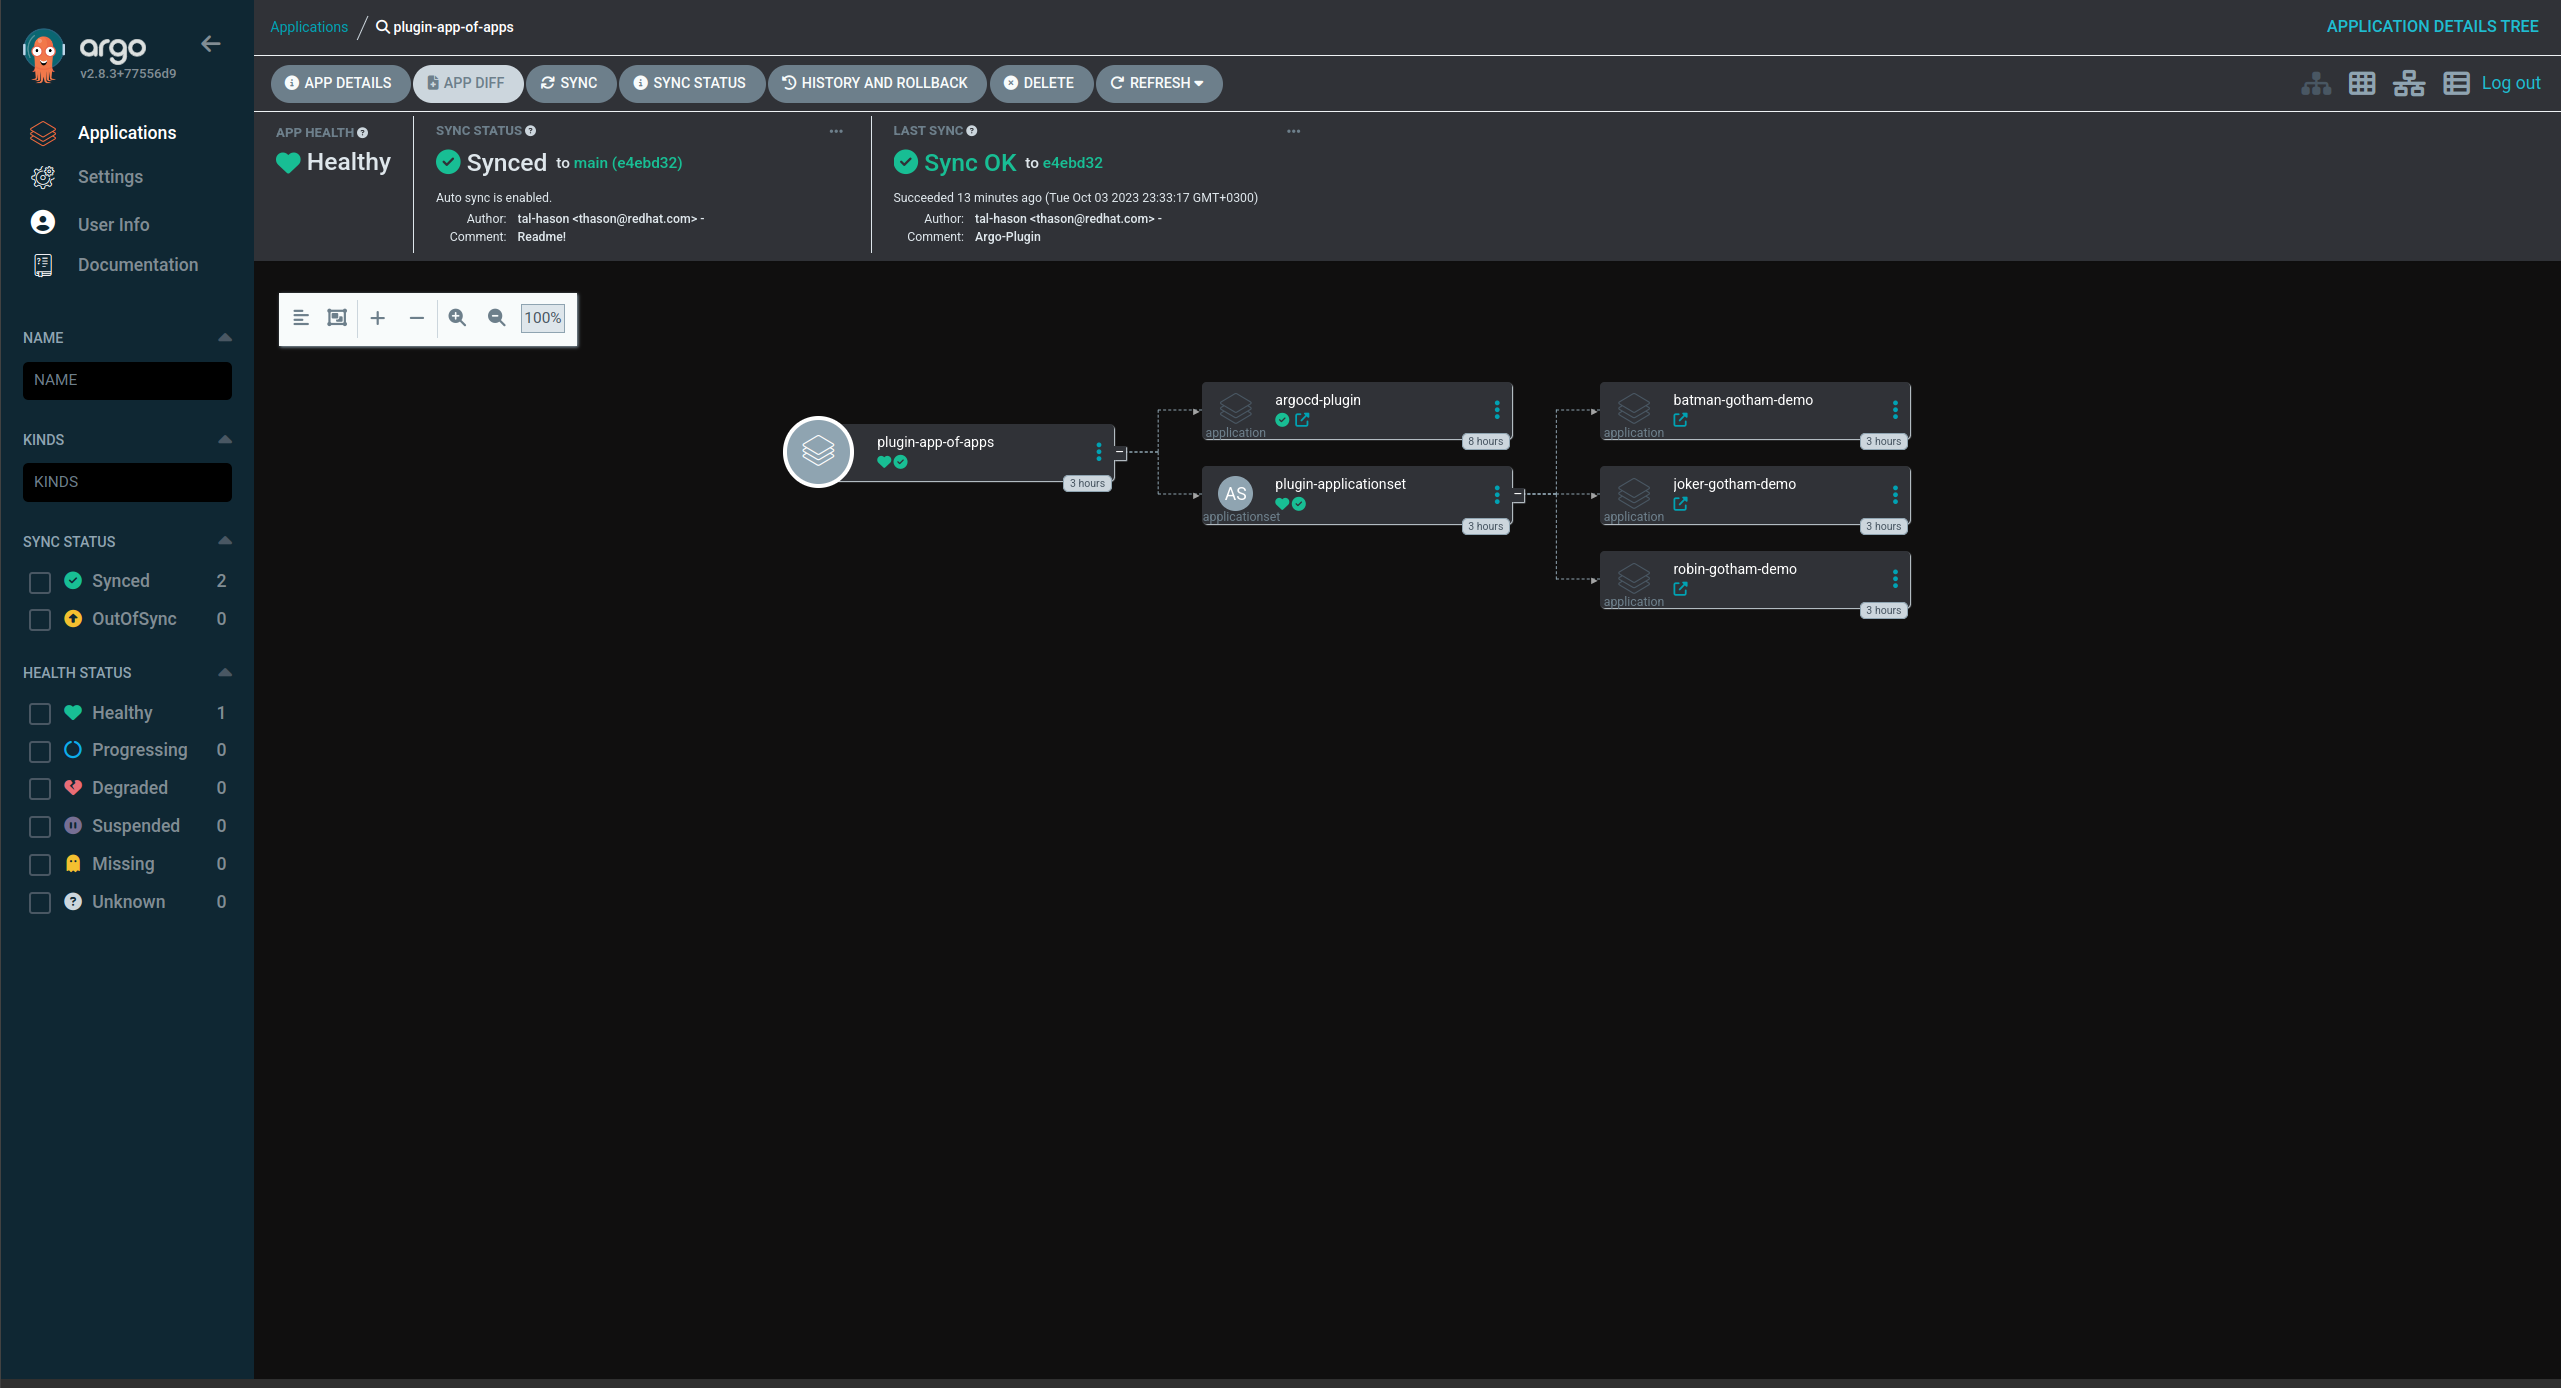 argo
v2.8.3+77556d9
Applications
Settings
User Info
Documentation
NAME
NAME
KINDS
KINDS
SYNC STATUS
Synced 2
OutOfSync 0
HEALTH STATUS
Healthy 1
Progressing 0
Degraded 0
Suspended 0
Missing 0
Unknown 0
Applications / plugin-app-of-apps
APPLICATION DETAILS TREE
APP DETAILS APP DIFF SYNC SYNC STATUS HISTORY AND ROLLBACK DELETE REFRESH
Log out
APP HEALTH
Healthy
SYNC STATUS
Synced to main (e4ebd32)
Auto sync is enabled.
Author: tal-hason <thason@redhat.com> -
Comment: Readme!
LAST SYNC
Sync OK to e4ebd32
Succeeded 13 minutes ago (Tue Oct 03 2023 23:33:17 GMT+0300)
Author: tal-hason <thason@redhat.com> -
Comment: Argo-Plugin
100%
plugin-app-of-apps
3 hours
argocd-plugin
application
8 hours
AS
plugin-applicationset
applicationset
3 hours
batman-gotham-demo
application
3 hours
joker-gotham-demo
application
3 hours
robin-gotham-demo
application
3 hours